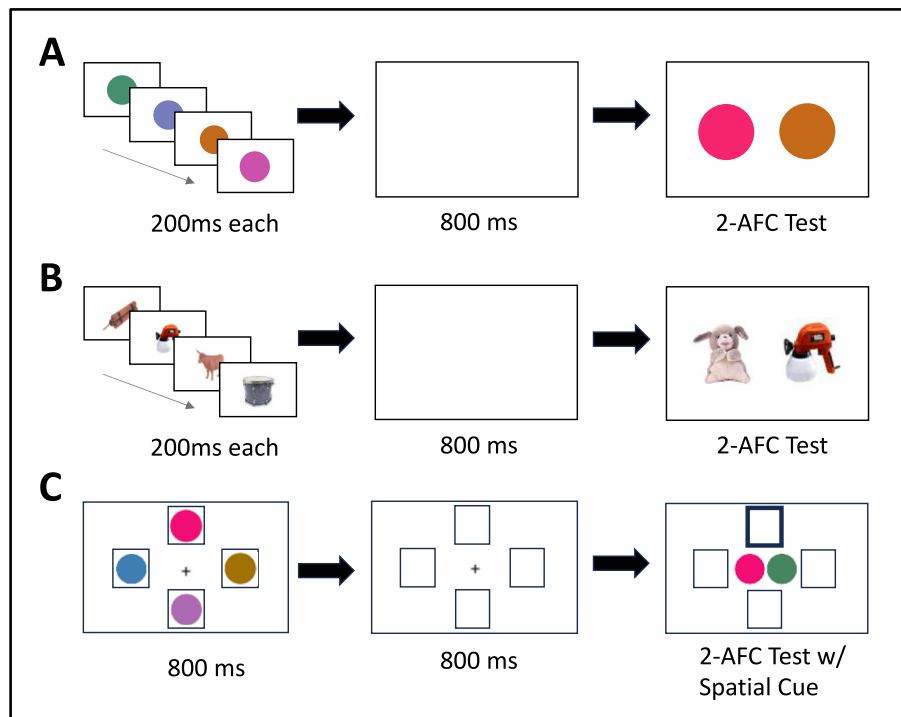 A
200ms each
800 ms
2-AFC Test
B
200ms each
800 ms
2-AFC Test
C
800 ms
800 ms
2-AFC Test w/
Spatial Cue